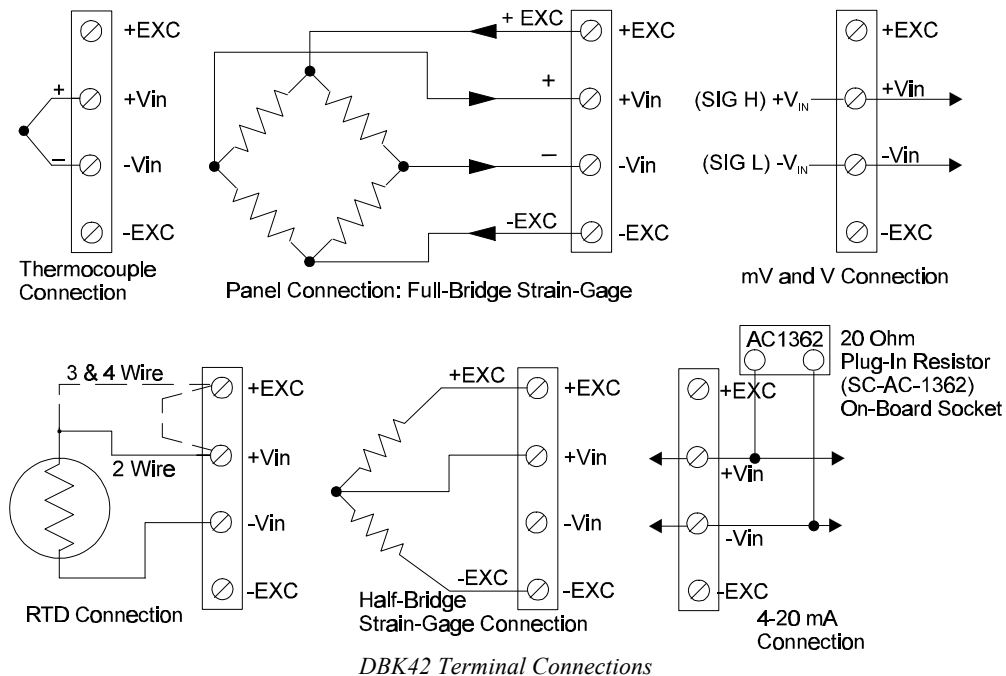 +EXC
+
+Vin
−
-Vin
-EXC
Thermocouple
Connection
+ EXC
+EXC
+
+Vin
−
-Vin
-EXC
-EXC
Panel Connection: Full-Bridge Strain-Gage
+EXC
(SIG H) +VIN
+Vin
(SIG L) -VIN
-Vin
-EXC
mV and V Connection
3 & 4 Wire
+EXC
2 Wire
+Vin
-Vin
-EXC
RTD Connection
+EXC
+EXC
+Vin
-Vin
-EXC
-EXC
Half-Bridge
Strain-Gage Connection
AC1362
20 Ohm
Plug-In Resistor
(SC-AC-1362)
On-Board Socket
+EXC
+Vin
-Vin
-EXC
4-20 mA
Connection
DBK42 Terminal Connections